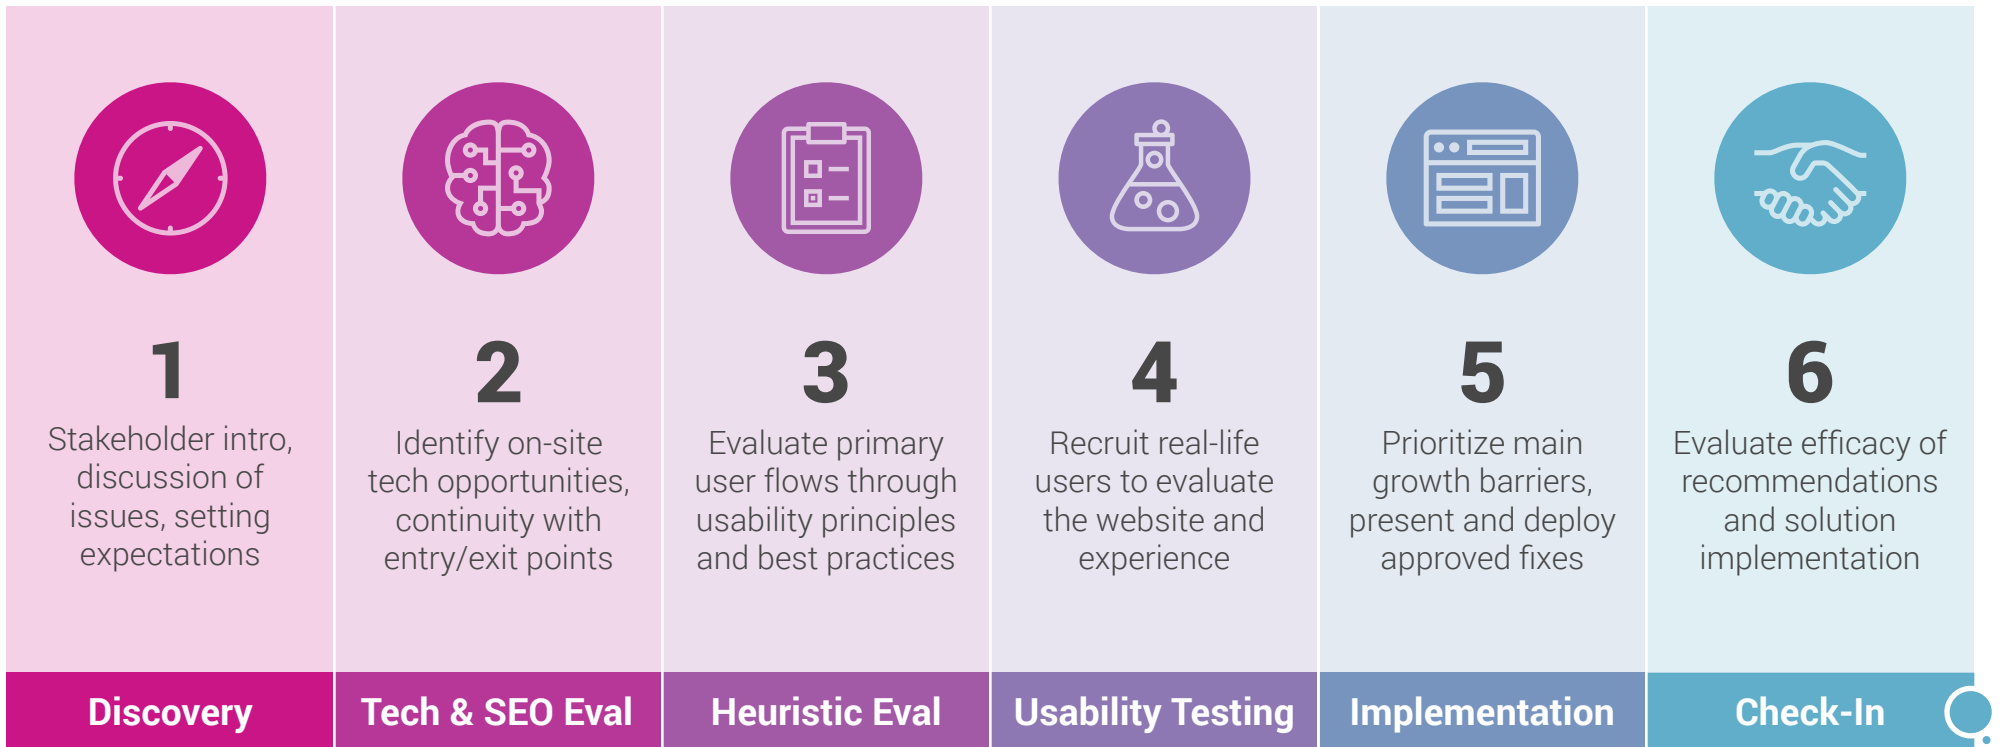 1
Stakeholder intro,
discussion of
issues, setting
expectations
Discovery
2
Identify on-site
tech opportunities,
continuity with
entry/exit points
Tech & SEO Eval
3
Evaluate primary
user flows through
usability principles
and best practices
Heuristic Eval
4
Recruit real-life
users to evaluate
the website and
experience
Usability Testing
5
Prioritize main
growth barriers,
present and deploy
approved fixes
Implementation
6
Evaluate efficacy of
recommendations
and solution
implementation
Check-In